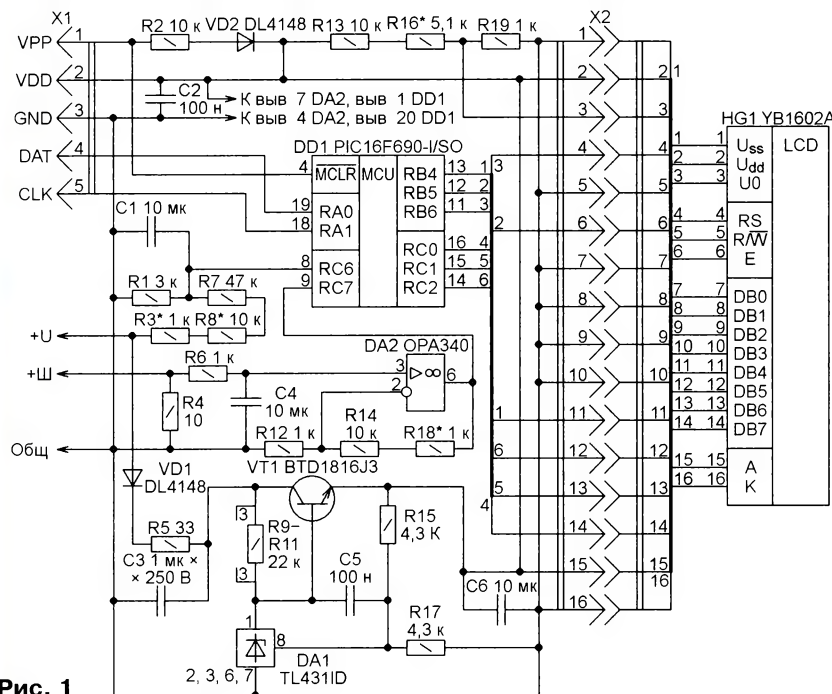 X1
R2 10 к
VD2 DL4148
R13 10 к
R16* 5,1 к
R19 1 к
X2
VPP 1
VDD 2
GND 3
DAT 4
CLK 5
C2
100 н
К выв 7 DA2, выв 1 DD1
К выв 4 DA2, выв 20 DD1
DD1 PIC16F690-I/SO
4 MCLR MCU RB4 13 1
RB5 12 2
19 RA0 RB6 11 3
18 RA1
RC0 16 4
8 RC6 RC1 15 5
9 RC7 RC2 14 6
C1 10 мк
R1 3 к
R7 47 к
R3* 1 к
R8* 10 к
+U
+Ш
Общ
R6 1 к
R4
10
C4
10 мк
DA2 OPA340
3 ▷∞
2
6
R12 1 к
R14
10 к
R18* 1 к
VD1
DL4148
VT1 BTD1816J3
R5 33
C3 1 мк ×
× 250 В
3
R9–
R11
22 к
3
C5
100 н
R15
4,3 К
R17
4,3 к
C6 10 мк
1
8
DA1
TL431ID
2, 3, 6, 7
1 1
2 2 1
3 3
3 4 4
5 5
2 6 6
7 7
8 8
9 9
10 10
1 11 11
6 12 12
5 13 13
4 14 14
15 15
16
16
HG1 YB1602A
LCD
1 1 Uss
2 2 Udd
3 3 U0
4 4 RS
5 5 R/W
6 6 E
7 7 DB0
8 8 DB1
9 9 DB2
10 10 DB3
11 11 DB4
12 12 DB5
13 13 DB6
14 14 DB7
15 15 A
16 16 K
Рис. 1